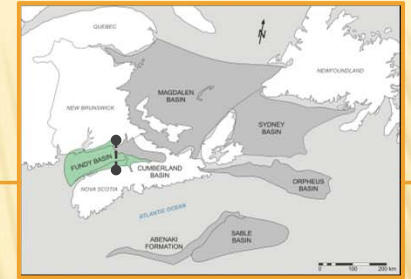 QUEBEC
N
NEWFOUNDLAND
MAGDALEN
BASIN
NEW BRUNSWICK
SYDNEY
BASIN
FUNDY BASIN
CUMBERLAND
BASIN
NOVA SCOTIA
ORPHEUS
BASIN
ATLANTIC OCEAN
ABENAKI
FORMATION
SABLE
BASIN
0 100 200 km